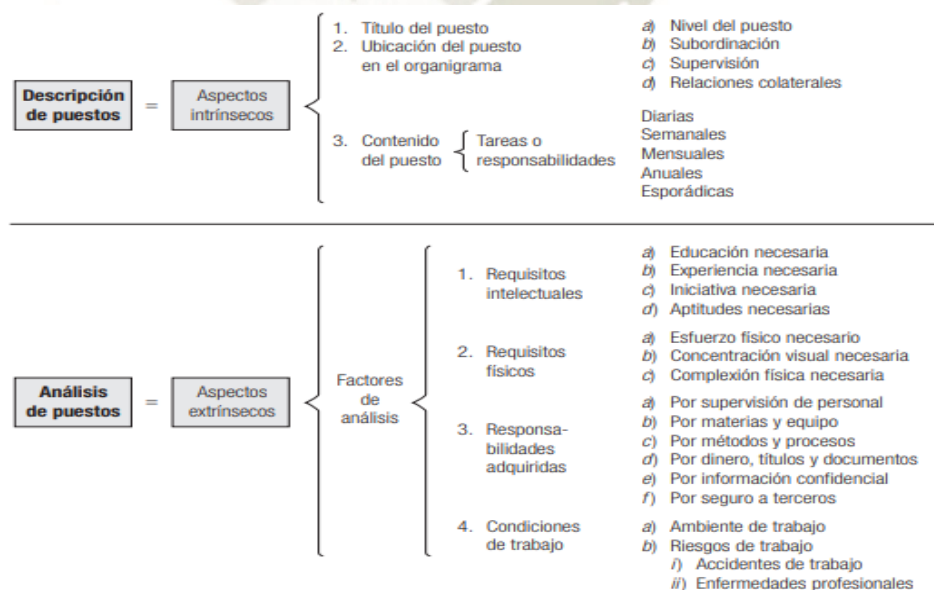 1. Título del puesto
2. Ubicación del puesto
en el organigrama
a) Nivel del puesto
b) Subordinación
c) Supervisión
d) Relaciones colaterales
Descripción
de puestos
=
Aspectos
intrínsecos
3. Contenido
del puesto
Tareas o
responsabilidades
Diarias
Semanales
Mensuales
Anuales
Esporádicas
Análisis
de puestos
=
Aspectos
extrínsecos
Factores
de
análisis
1. Requisitos
intelectuales
a) Educación necesaria
b) Experiencia necesaria
c) Iniciativa necesaria
d) Aptitudes necesarias
2. Requisitos
físicos
a) Esfuerzo físico necesario
b) Concentración visual necesaria
c) Complexión física necesaria
3. Responsa-
bilidades
adquiridas
a) Por supervisión de personal
b) Por materias y equipo
c) Por métodos y procesos
d) Por dinero, títulos y documentos
e) Por información confidencial
f) Por seguro a terceros
4. Condiciones
de trabajo
a) Ambiente de trabajo
b) Riesgos de trabajo
i) Accidentes de trabajo
ii) Enfermedades profesionales